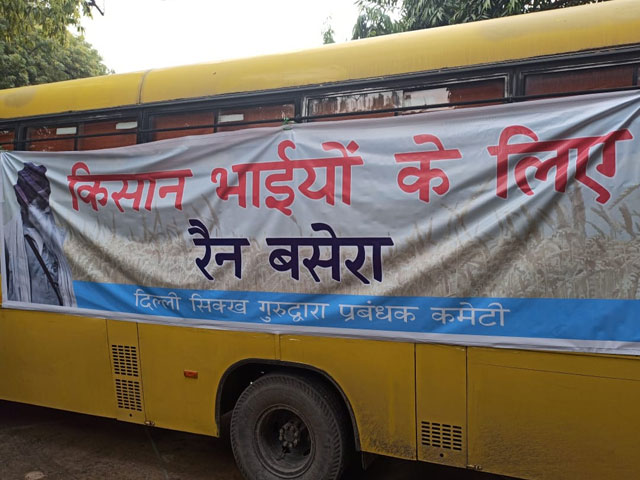 किसान भाईयों के लिए
रैन बसेरा
दिल्ली सिक्ख गुरुद्वारा प्रबंधक कमेटी